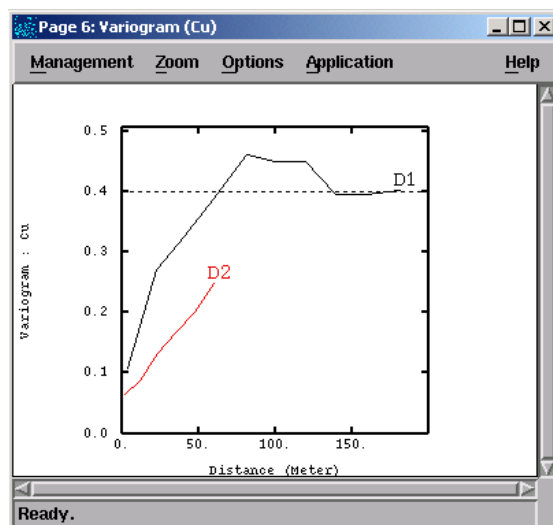 Page 6: Variogram (Cu)
Management Zoom Options Application Help
0.5
0.4
0.3
0.2
0.1
0.0
Variogram : Cu
D1
D2
0. 50. 100. 150.
Distance (Meter)
Ready.